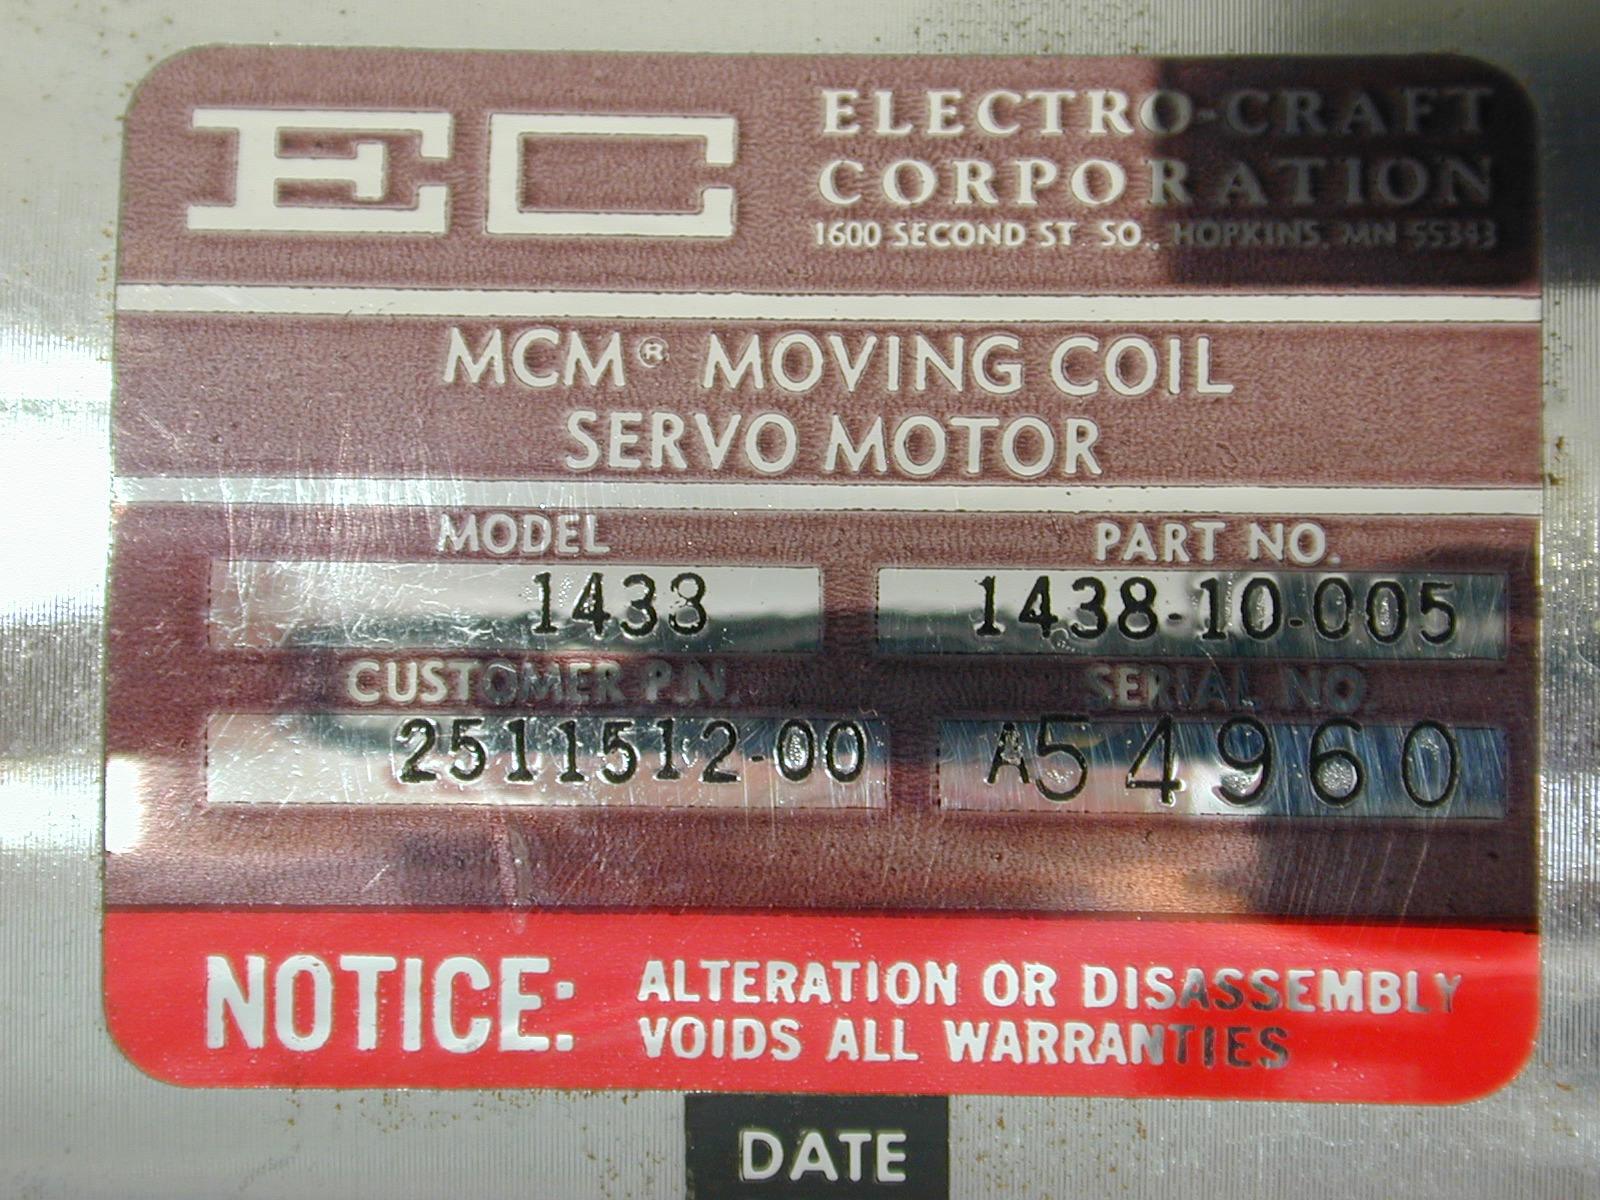 EC
ELECTRO-CRAFT
CORPORATION
1600 SECOND ST SO., HOPKINS, MN 55343
MCM® MOVING COIL
SERVO MOTOR
MODEL
1438
PART NO.
1438-10-005
CUSTOMER P.N.
2511512-00
SERIAL NO.
A54960
NOTICE:
ALTERATION OR DISASSEMBLY
VOIDS ALL WARRANTIES
DATE